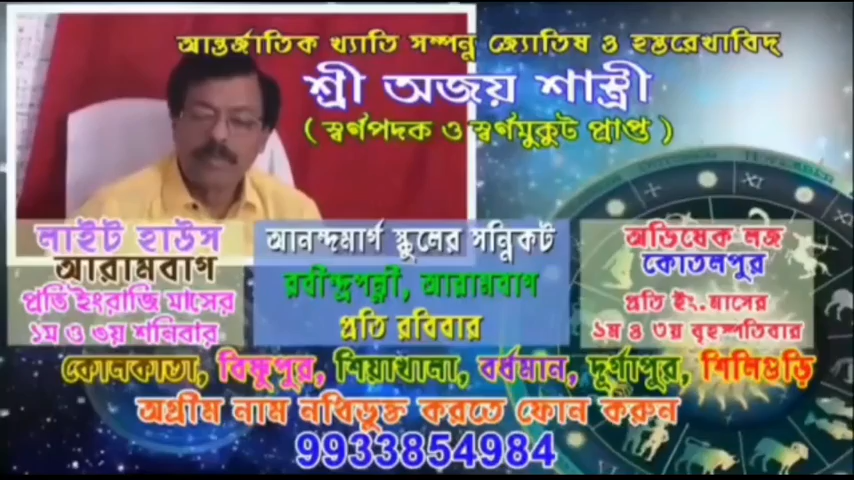 আন্তর্জাতিক খ্যাতি সম্পন্ন জ্যোতিষ ও হস্তরেখাবিদ্
শ্রী অজয় শাস্ত্রী
( স্বর্ণপদক ও স্বর্ণমুকুট প্রাপ্ত )
লাইট হাউস
আরামবাগ
প্রতি ইংরাজি মাসের
১ম ও ৩য় শনিবার
আনন্দমার্গ স্কুলের সন্নিকট
রবীন্দ্রপল্লী, আরামবাগ
প্রতি রবিবার
অভিষেক লজ
কোতলপুর
প্রতি ইং.মাসের
১ম ও ৩য় বৃহস্পতিবার
কোলকাতা, বিষ্ণুপুর, শিয়াখালা, বর্ধমান, দূর্গাপুর, শিলিগুড়ি
অগ্রীম নাম নথিভুক্ত করতে ফোন করুন
9933854984